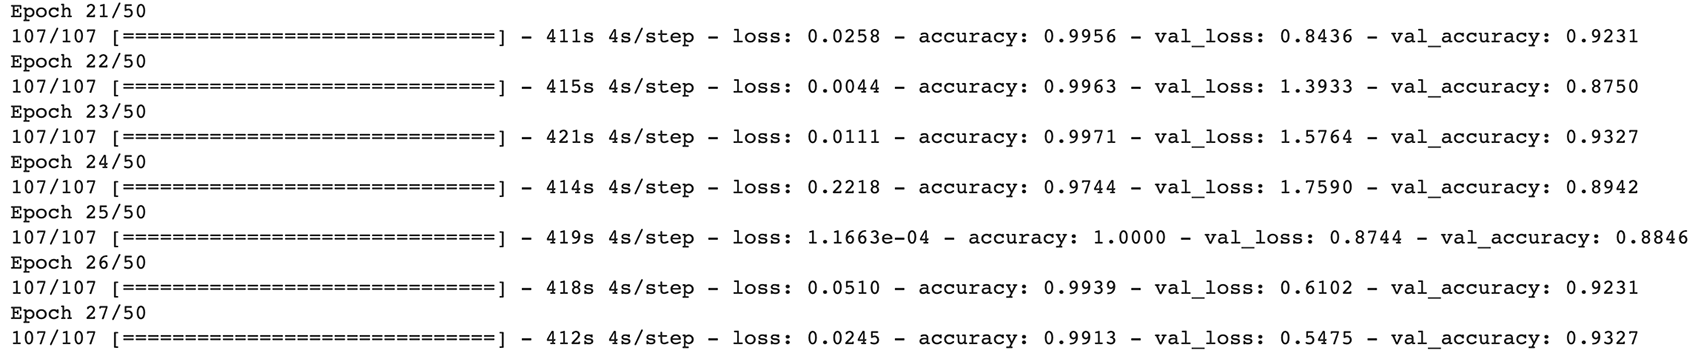 Epoch 21/50
107/107 [==============================] - 411s 4s/step - loss: 0.0258 - accuracy: 0.9956 - val_loss: 0.8436 - val_accuracy: 0.9231
Epoch 22/50
107/107 [==============================] - 415s 4s/step - loss: 0.0044 - accuracy: 0.9963 - val_loss: 1.3933 - val_accuracy: 0.8750
Epoch 23/50
107/107 [==============================] - 421s 4s/step - loss: 0.0111 - accuracy: 0.9971 - val_loss: 1.5764 - val_accuracy: 0.9327
Epoch 24/50
107/107 [==============================] - 414s 4s/step - loss: 0.2218 - accuracy: 0.9744 - val_loss: 1.7590 - val_accuracy: 0.8942
Epoch 25/50
107/107 [==============================] - 419s 4s/step - loss: 1.1663e-04 - accuracy: 1.0000 - val_loss: 0.8744 - val_accuracy: 0.8846
Epoch 26/50
107/107 [==============================] - 418s 4s/step - loss: 0.0510 - accuracy: 0.9939 - val_loss: 0.6102 - val_accuracy: 0.9231
Epoch 27/50
107/107 [==============================] - 412s 4s/step - loss: 0.0245 - accuracy: 0.9913 - val_loss: 0.5475 - val_accuracy: 0.9327